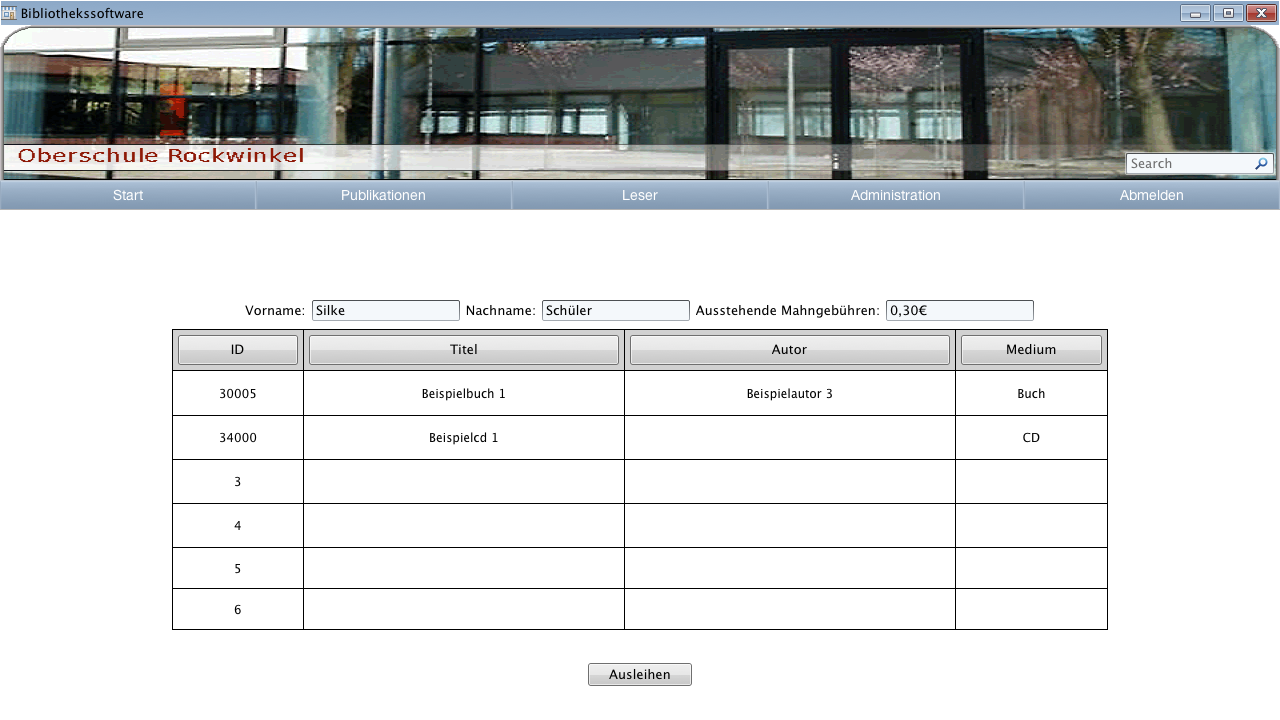 Bibliothekssoftware
Oberschule Rockwinkel
Search
Start Publikationen Leser Administration Abmelden
Vorname: Silke Nachname: Schüler Ausstehende Mahngebühren: 0,30€
ID Titel Autor Medium
30005 Beispielbuch 1 Beispielautor 3 Buch
34000 Beispielcd 1 CD
3
4
5
6
Ausleihen